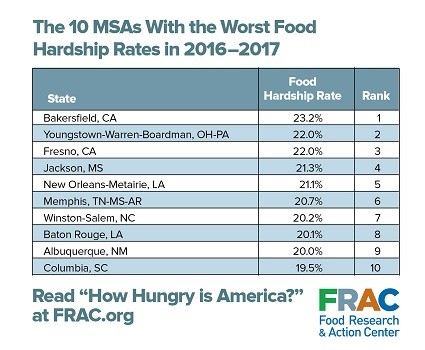 The 10 MSAs With the Worst Food
Hardship Rates in 2016–2017
State Food Hardship Rate Rank
Bakersfield, CA 23.2% 1
Youngstown-Warren-Boardman, OH-PA 22.0% 2
Fresno, CA 22.0% 3
Jackson, MS 21.3% 4
New Orleans-Metairie, LA 21.1% 5
Memphis, TN-MS-AR 20.7% 6
Winston-Salem, NC 20.2% 7
Baton Rouge, LA 20.1% 8
Albuquerque, NM 20.0% 9
Columbia, SC 19.5% 10
Read “How Hungry is America?”
at FRAC.org
FRAC
Food Research
& Action Center